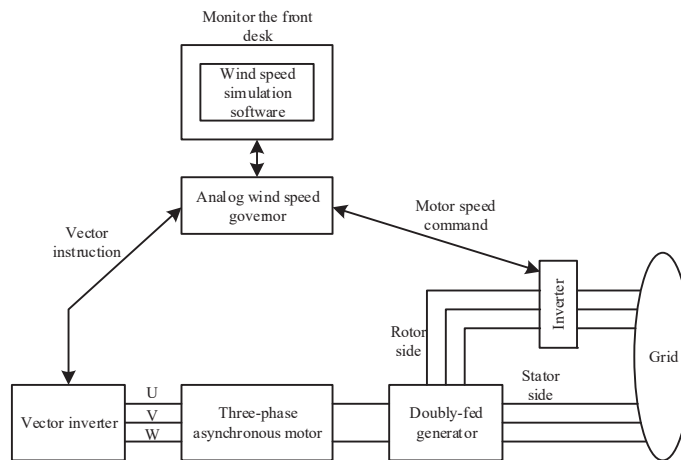 Monitor the front
desk
Wind speed
simulation
software
Analog wind speed
governor
Motor speed
command
Vector
instruction
Inverter
Rotor
side
Grid
Stator
side
U
V
W
Vector inverter
Three-phase
asynchronous motor
Doubly-fed
generator